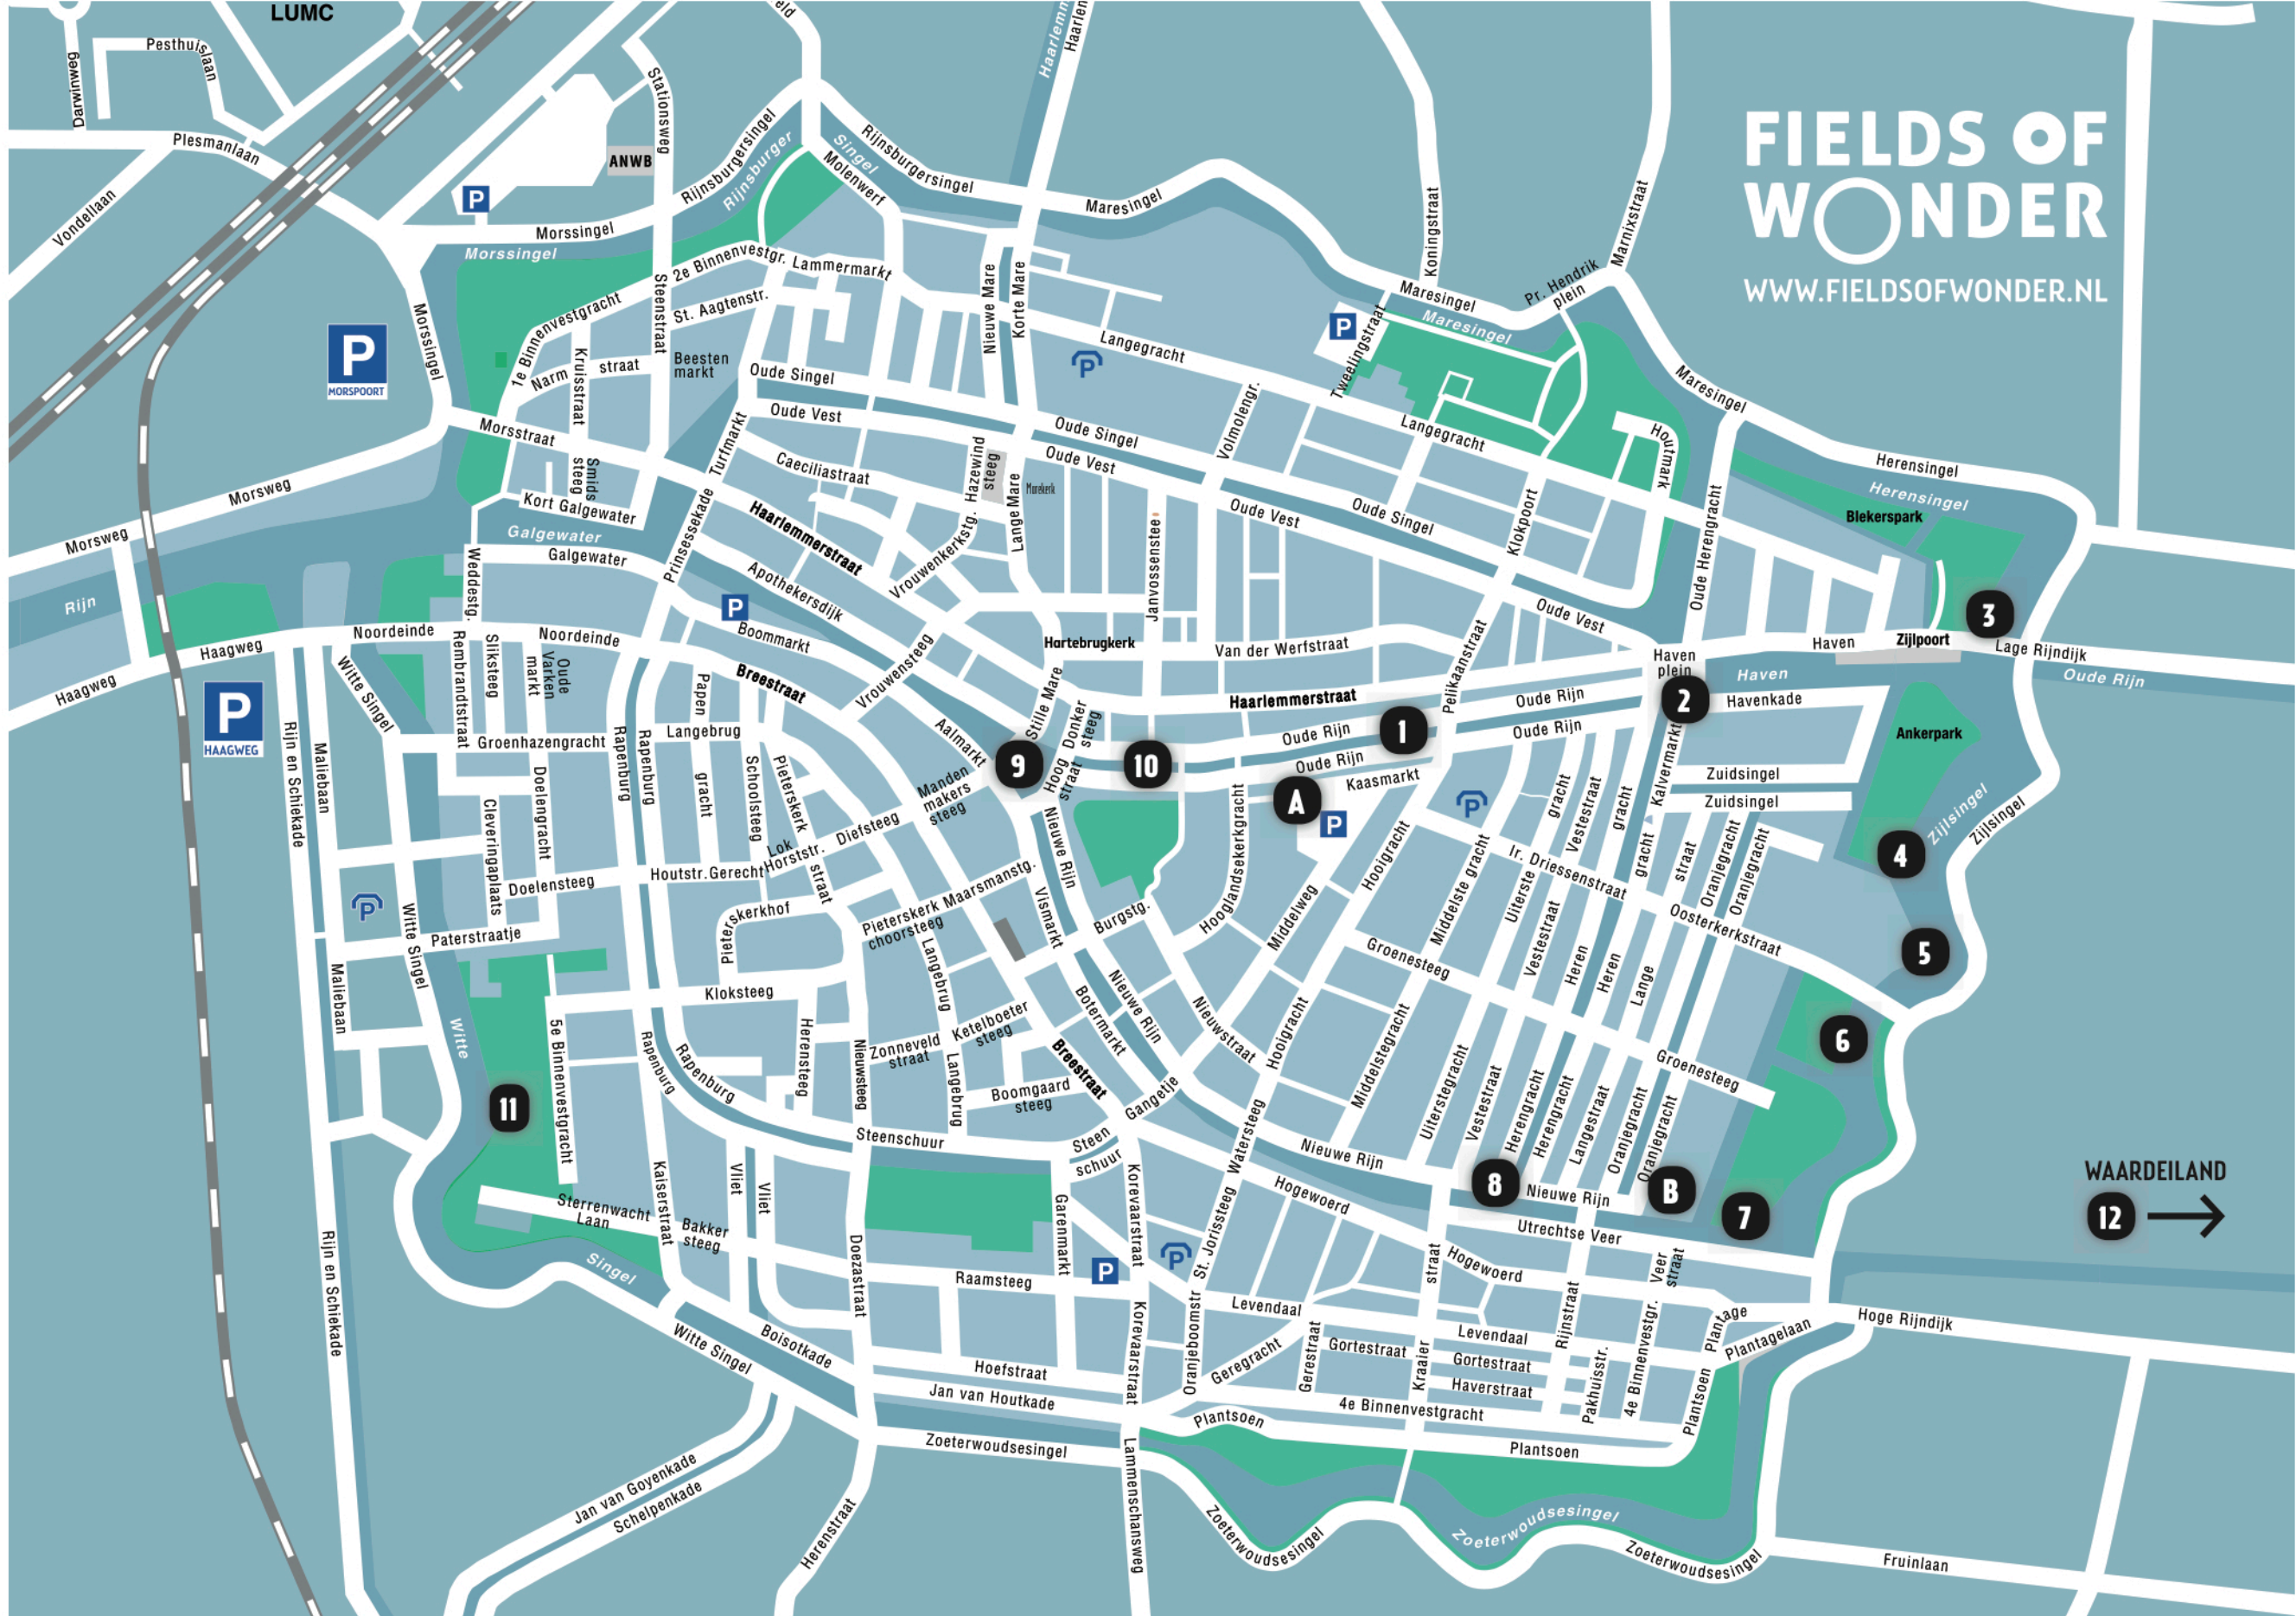 LUMC
Pesthuislaan
Darwinweg
Plesmanlaan
Vondellaan
Stationsweg
ANWB
P
Rijnsburgersingel
Rijnsburger
Singel
Molenwerf
Rijnsburgersingel
Maresingel
Koningstraat
Marnixstraat
Pr. Hendrik
plein
FIELDS OF
WONDER
WWW.FIELDSOFWONDER.NL
Morssingel
Morssingel
Morssingel
P
MORSPOORT
2e Binnenvestgr.
Lammermarkt
1e Binnenvestgracht
Steenstraat
St. Aagtenstr.
Kruisstraat
Narm
straat
Beesten
markt
Nieuwe Mare
Korte Mare
Langegracht
P
P
Tweelingstraat
Maresingel
Maresingel
Maresingel
Oude Singel
Oude Vest
Turfmarkt
Morsstraat
Smids
steeg
Kort Galgewater
Caeciliastraat
Hazewind
steeg
Marekerk
Lange Mare
Oude Singel
Oude Vest
Volmolengr.
Langegracht
Houtmarkt
Herensingel
Herensingel
Blekerspark
Morsweg
Morsweg
Rijn
Galgewater
Galgewater
Prinsessekade
Haarlemmerstraat
Apothekersdijk
Vrouwenkerkstg.
Janvossensteeg
Oude Vest
Oude Singel
Klokpoort
Oude Herengracht
3
Haagweg
Haagweg
P
HAAGWEG
Noordeinde
Weddestg.
Noordeinde
Witte Singel
Rembrandtstraat
Sliksteeg
Oude
Varken
markt
P
Boommarkt
Breestraat
Vrouwensteeg
Hartebrugkerk
Van der Werfstraat
Pelikaanstraat
Oude Vest
Haven
plein
Haven
Zijlpoort
Lage Rijndijk
Haven
Oude Rijn
Havenkade
2
Haarlemmerstraat
Oude Rijn
1
Oude Rijn
Oude Rijn
Oude Rijn
Kaasmarkt
A
P
P
Stille Mare
Donker
steeg
Hoog
straat
9
10
Aalmarkt
Rijn en Schiekade
Maliebaan
Groenhazengracht
Rapenburg
Rapenburg
Papen
gracht
Langebrug
Schoolsteeg
Pieterskerk
Manden
makers
steeg
Diefsteeg
Lok
Horststr.
straat
Cleveringaplaats
Doelengracht
Doelensteeg
Houtstr.
Gerecht
Pieterskerkhof
Pieterskerk
choorsteeg
Maarsmanstg.
Nieuwe Rijn
Vismarkt
Burgstg.
Hooglandsekerkgracht
Middelweg
Hooigracht
Kalvermarkt
Zuidsingel
Zuidsingel
Ankerpark
Zijlsingel
Zijlsingel
4
Ir. Driessenstraat
Middelste gracht
Uiterste
gracht
Vestestraat
Vestestraat
Heren
gracht
Heren
gracht
Lange
straat
Oranjegracht
Oranjegracht
Oosterkerkstraat
5
P
Witte Singel
Paterstraatje
Maliebaan
Witte
Kloksteeg
Langebrug
Botermarkt
Nieuwe Rijn
Nieuwstraat
Hooigracht
Groenesteeg
Groenesteeg
6
11
5e Binnenvestgracht
Rapenburg
Rapenburg
Herensteeg
Nieuwsteeg
Zonneveld
straat
Ketelboeter
steeg
Langebrug
Boomgaard
steeg
Breestraat
Gangetje
Middelstegracht
Uiterstegracht
Vestestraat
Herengracht
Herengracht
Langestraat
Oranjegracht
Oranjegracht
Steenschuur
Steen
schuur
Watersteeg
Nieuwe Rijn
8
Nieuwe Rijn
B
7
WAARDEILAND
12
Sterrenwacht
Laan
Kaiserstraat
Bakker
steeg
Vliet
Vliet
Doezastraat
Garenmarkt
Korevaarstraat
P
P
St. Jorissteeg
Hogewoerd
Utrechtse Veer
Hogewoerd
Veer
straat
Singel
Rijn en Schiekade
Raamsteeg
Levendaal
Levendaal
Kraaier
straat
Rijnstraat
Plantage
Plantagelaan
Hoge Rijndijk
Witte Singel
Boisotkade
Hoefstraat
Jan van Houtkade
Korevaarstraat
Oranjeboomstr
Geregracht
Gerestraat
Gortestraat
Gortestraat
Haverstraat
Pakhuisstr.
4e Binnenvestgr.
4e Binnenvestgracht
Plantsoen
Plantsoen
Plantsoen
Zoeterwoudsesingel
Jan van Goyenkade
Schelpenkade
Herenstraat
Lammenschansweg
Zoeterwoudsesingel
Zoeterwoudsesingel
Zoeterwoudsesingel
Fruinlaan